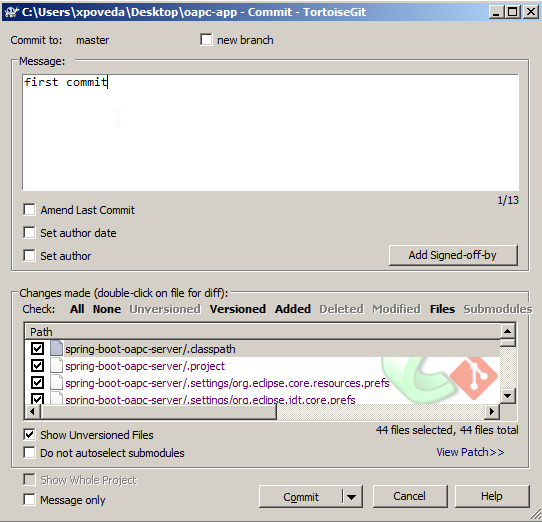 C:\Users\xpoveda\Desktop\oapc-app - Commit - TortoiseGit
Commit to: master new branch
Message:
first commit
1/13
Amend Last Commit
Set author date
Set author
Add Signed-off-by
Changes made (double-click on file for diff):
Check: All None Unversioned Versioned Added Deleted Modified Files Submodules
Path
spring-boot-oapc-server/.classpath
spring-boot-oapc-server/.project
spring-boot-oapc-server/.settings/org.eclipse.core.resources.prefs
spring-boot-oapc-server/.settings/org.eclipse.jdt.core.prefs
Show Unversioned Files
44 files selected, 44 files total
Do not autoselect submodules
View Patch>>
Show Whole Project
Message only
Commit
Cancel
Help